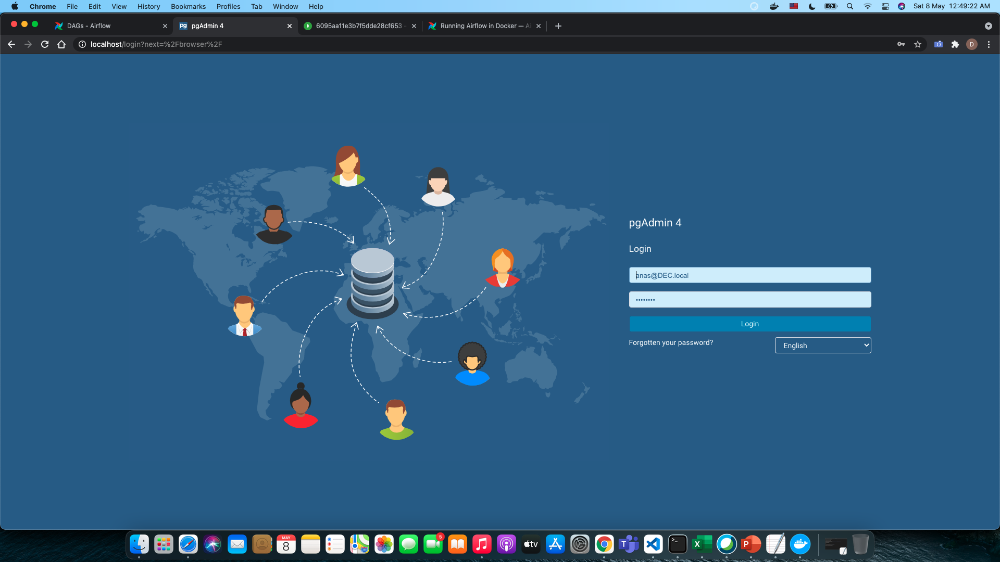 Chrome File Edit View History Bookmarks Profiles Tab Window Help Sat 8 May 12:49:22 AM
DAGs - Airflow
pgAdmin 4
6095aa11e3b7f5dde28cf653 -
Running Airflow in Docker — A
localhost/login?next=%2Fbrowser%2F
D
pgAdmin 4
Login
anas@DEC.local
••••••••
Login
Forgotten your password?
English
MAY
8
5
tv
T
X
P